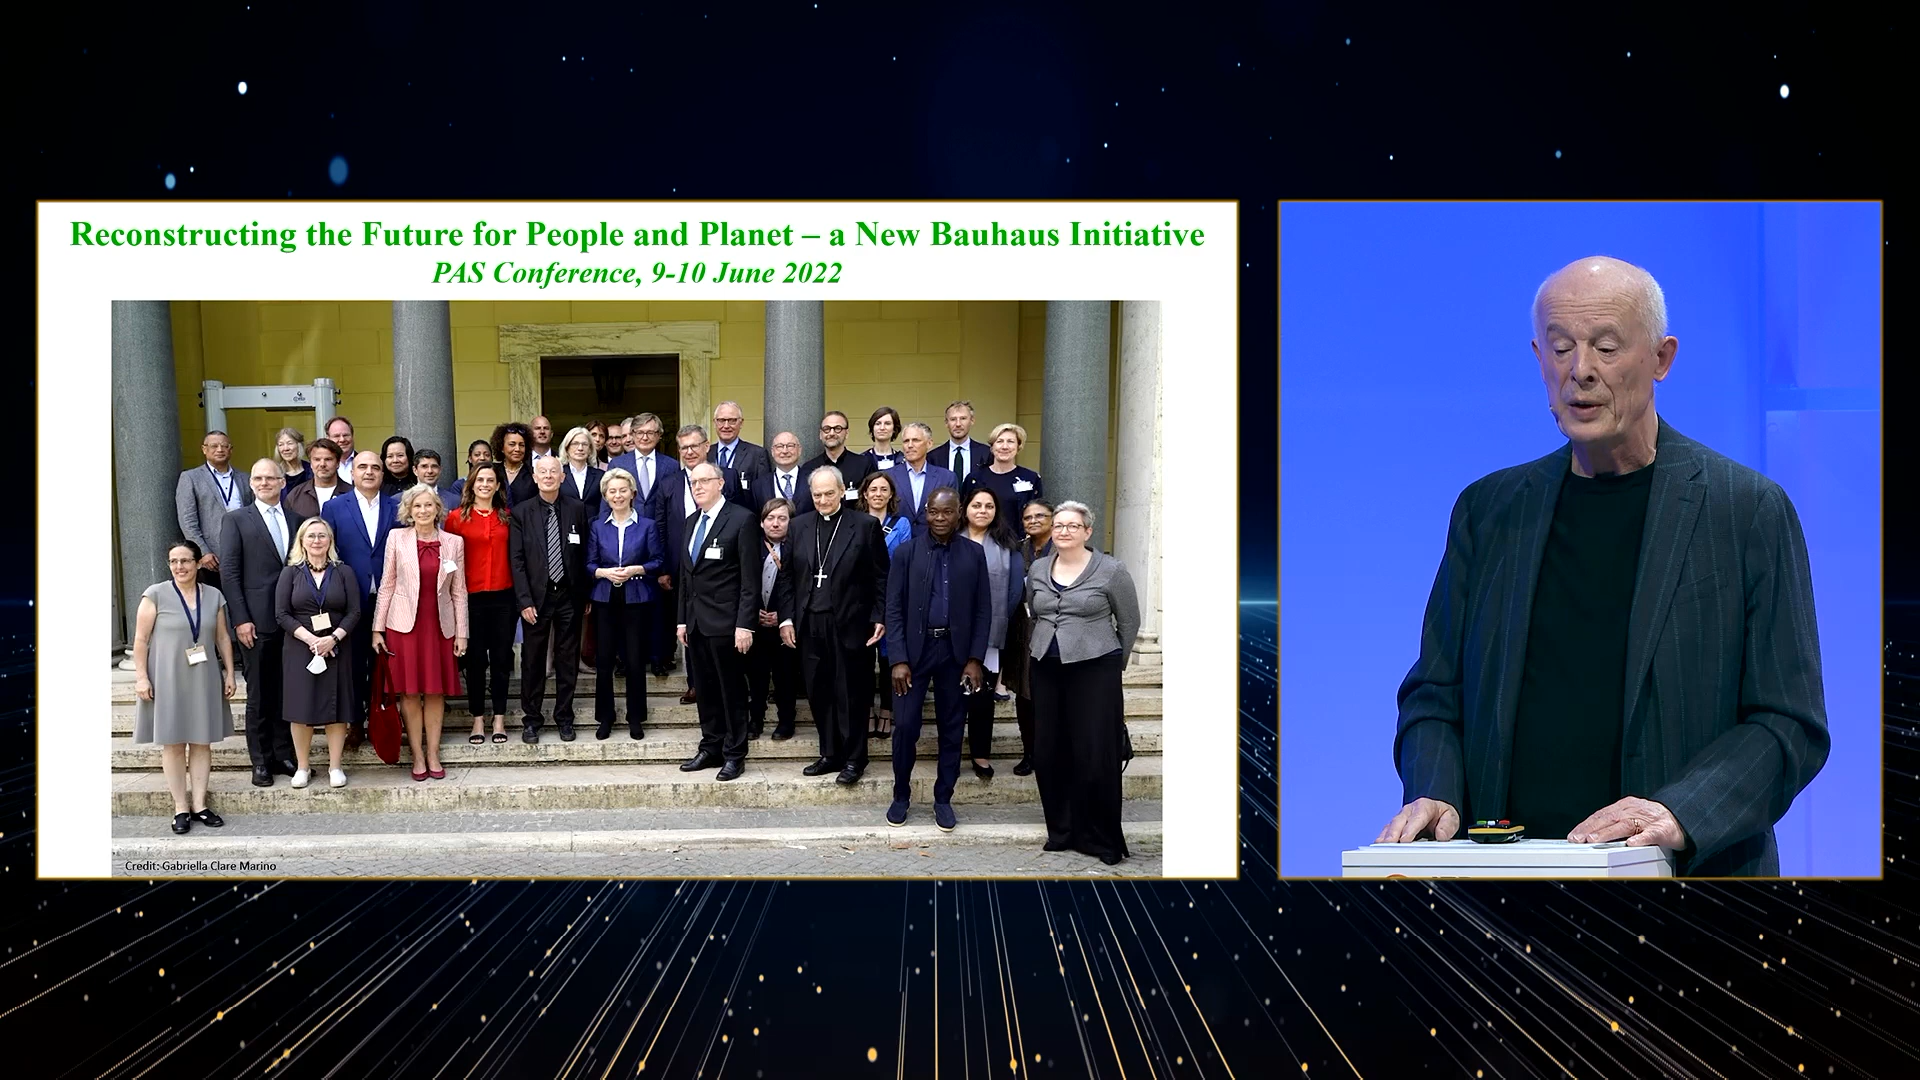 Reconstructing the Future for People and Planet – a New Bauhaus Initiative
PAS Conference, 9-10 June 2022
Credit: Gabriella Clare Marino